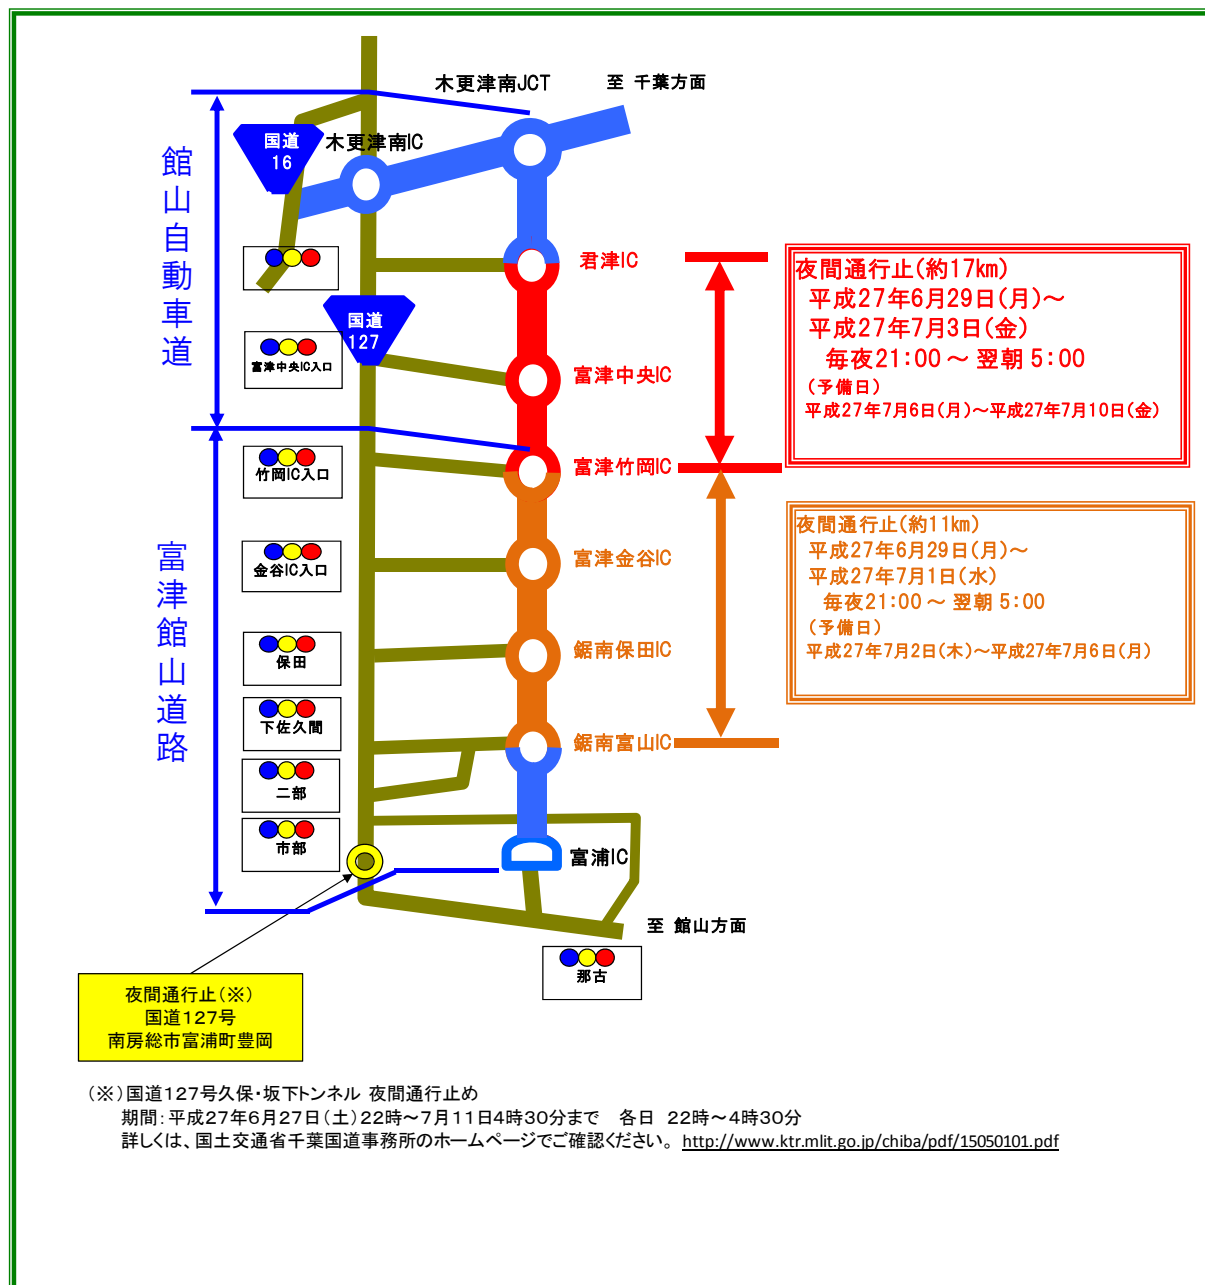 木更津南JCT
至 千葉方面
国道
16
木更津南IC
館山自動車道
君津IC
夜間通行止(約17km)
平成27年6月29日(月)～
平成27年7月3日(金)
毎夜21:00 ～ 翌朝 5:00
(予備日)
平成27年7月6日(月)～平成27年7月10日(金)
国道
127
富津中央IC入口
富津中央IC
竹岡IC入口
富津竹岡IC
富津館山道路
夜間通行止(約11km)
平成27年6月29日(月)～
平成27年7月1日(水)
毎夜21:00 ～ 翌朝 5:00
(予備日)
平成27年7月2日(木)～平成27年7月6日(月)
金谷IC入口
富津金谷IC
保田
鋸南保田IC
下佐久間
鋸南富山IC
二部
市部
富浦IC
至 館山方面
那古
夜間通行止(※)
国道127号
南房総市富浦町豊岡
(※)国道127号久保・坂下トンネル 夜間通行止め
期間:平成27年6月27日(土)22時～7月11日4時30分まで 各日 22時～4時30分
詳しくは、国土交通省千葉国道事務所のホームページでご確認ください。 http://www.ktr.mlit.go.jp/chiba/pdf/15050101.pdf